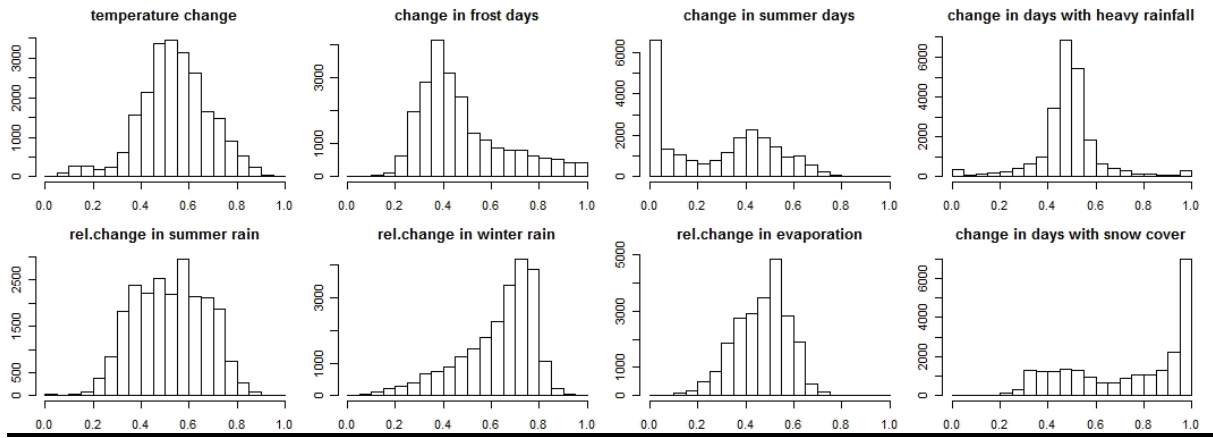 temperature change
change in frost days
change in summer days
change in days with heavy rainfall
0 1000 2000 3000
0.0 0.2 0.4 0.6 0.8 1.0
0 1000 3000
0.0 0.2 0.4 0.6 0.8 1.0
0 2000 4000 6000
0.0 0.2 0.4 0.6 0.8 1.0
0 2000 4000 6000
0.0 0.2 0.4 0.6 0.8 1.0
rel.change in summer rain
rel.change in winter rain
rel.change in evaporation
change in days with snow cover
0 500 1500 2500
0.0 0.2 0.4 0.6 0.8 1.0
0 1000 3000
0.0 0.2 0.4 0.6 0.8 1.0
0 1000 3000 5000
0.0 0.2 0.4 0.6 0.8 1.0
0 2000 4000 6000
0.0 0.2 0.4 0.6 0.8 1.0